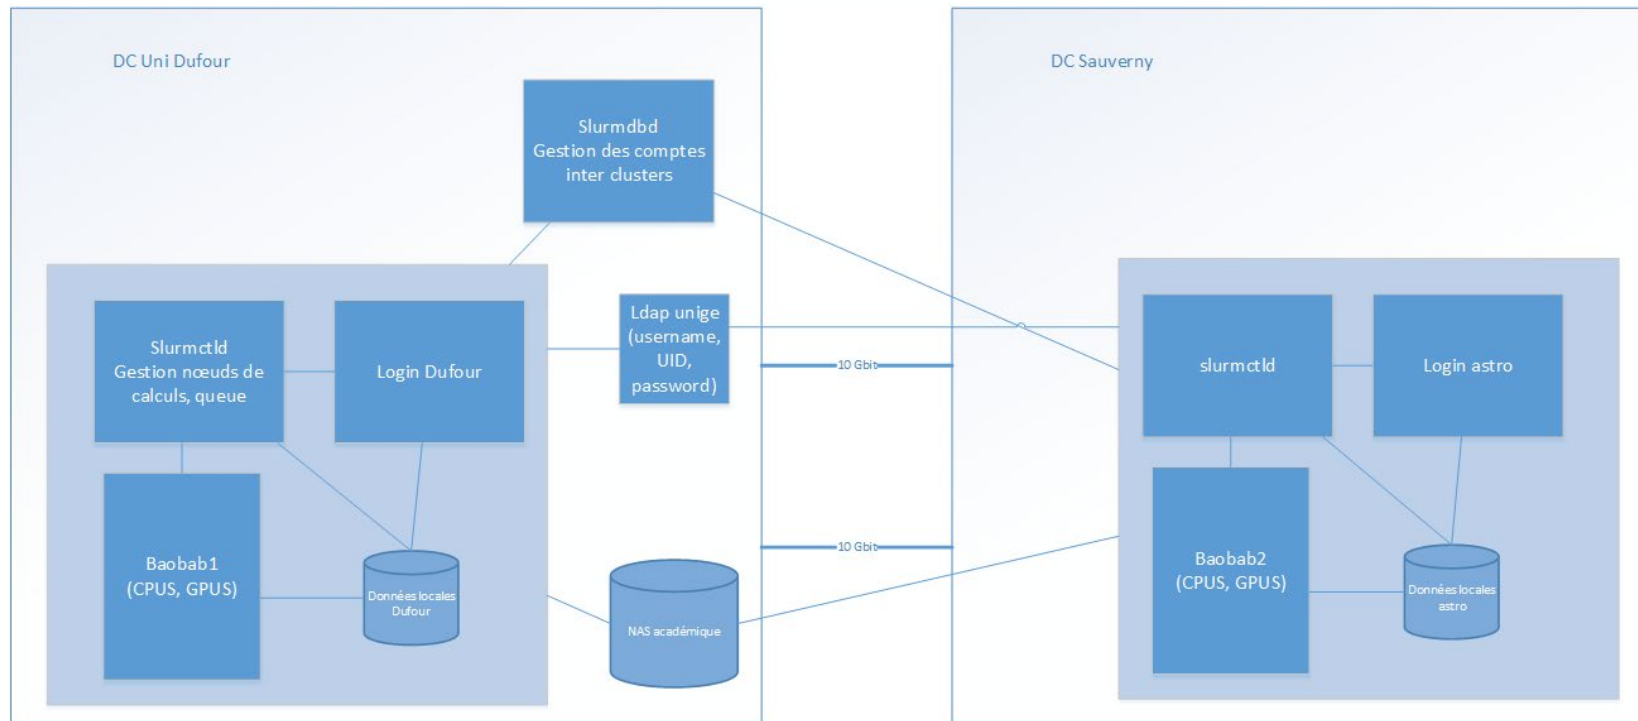 DC Uni Dufour
DC Sauverny
Slurmdbd
Gestion des comptes
inter clusters
Ldap unige
(username,
UID,
password)
Slurmctld
Gestion nœuds de
calculs, queue
Login Dufour
10 Gbit
slurmctld
Login astro
Baobab1
(CPUS, GPUS)
Données locales
Dufour
NAS académique
10 Gbit
Baobab2
(CPUS, GPUS)
Données locales
astro